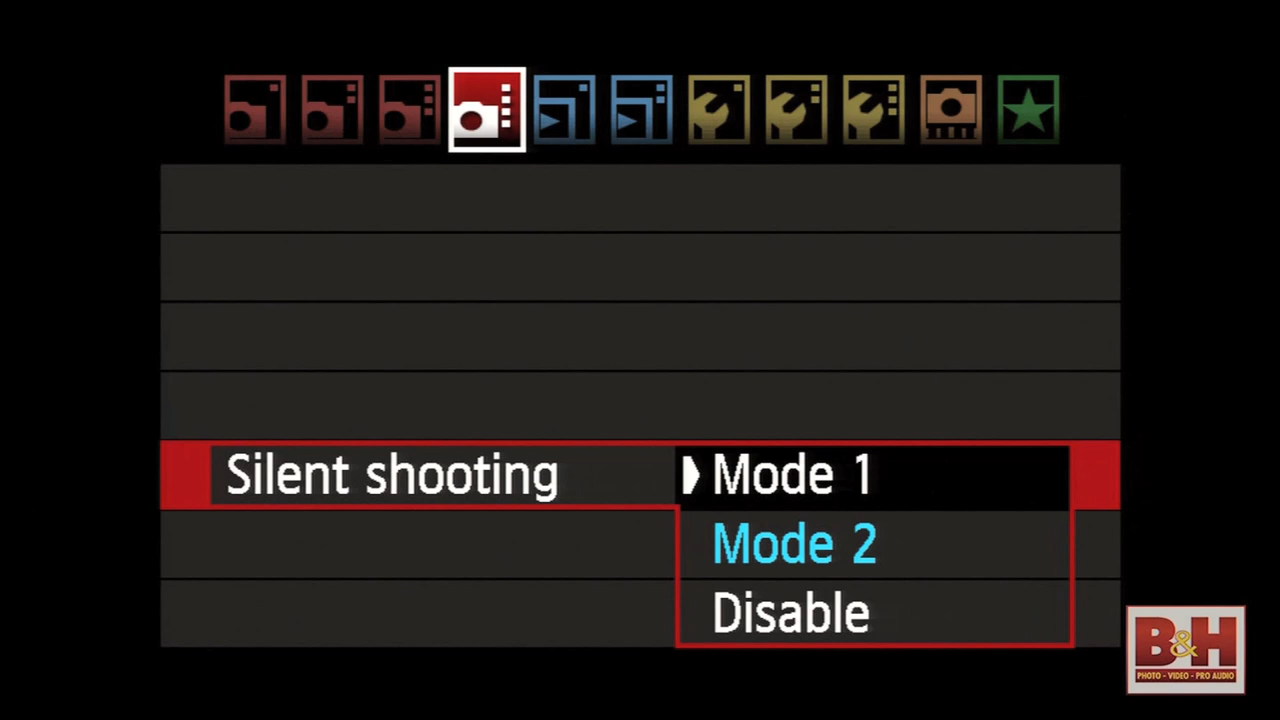 Silent shooting
Mode 1
Mode 2
Disable
B&H
PHOTO - VIDEO - PRO AUDIO